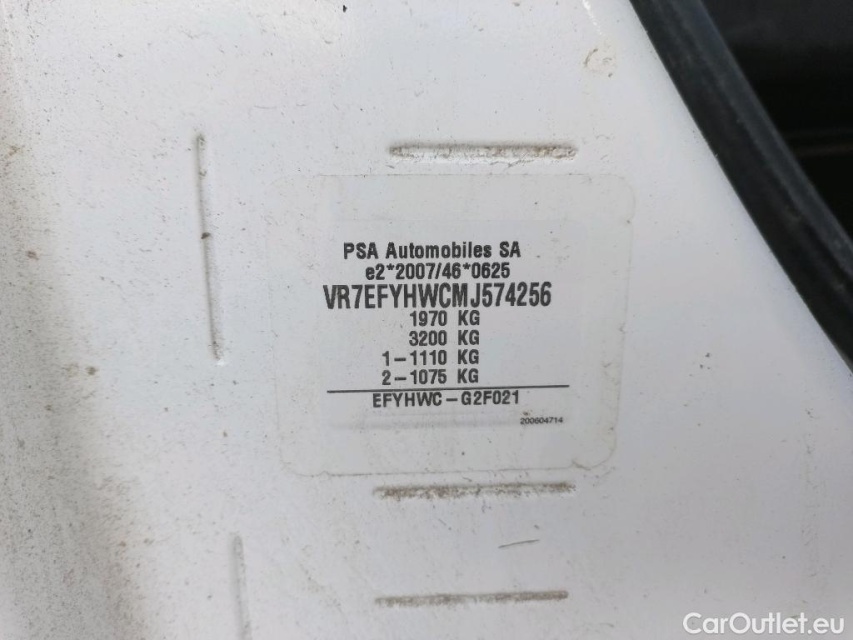 PSA Automobiles SA
e2*2007/46*0625
VR7EFYHWCMJ574256
1970 KG
3200 KG
1-1110 KG
2-1075 KG
EFYHWC-G2F021
200604714
CarOutlet.eu